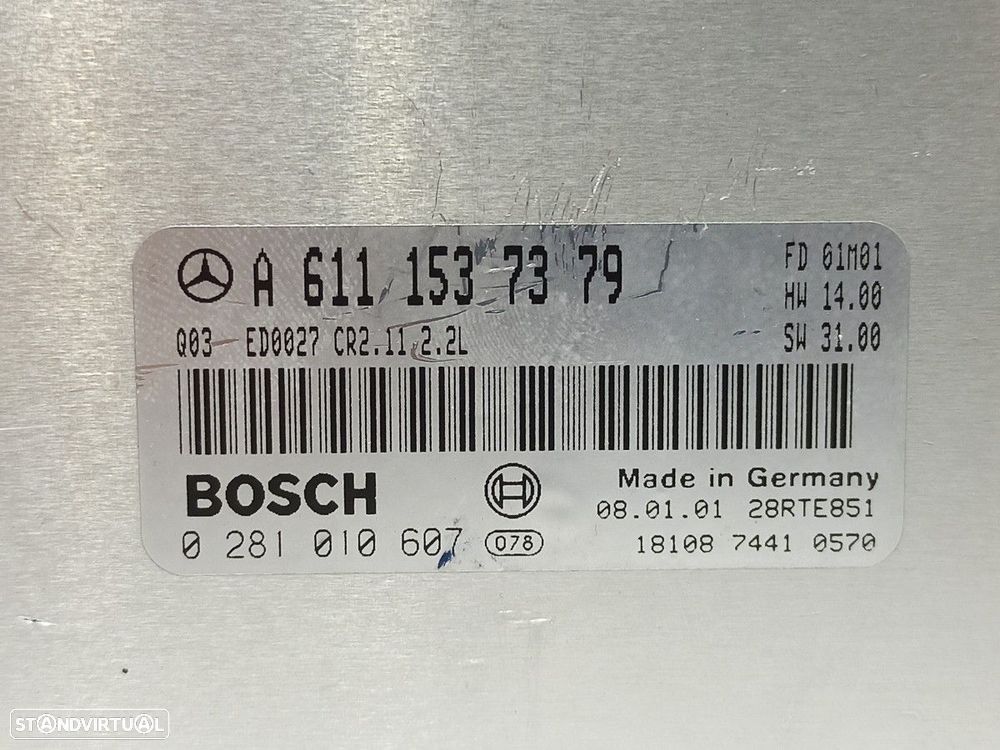 A 611 153 73 79
FD 01M01
HW 14.00
Q03 ED0027 CR2.11 2.2L
SW 31.00
BOSCH
Made in Germany
08.01.01 28RTE851
0 281 010 607 078
18108 7441 0570
STANDVIRTUAL